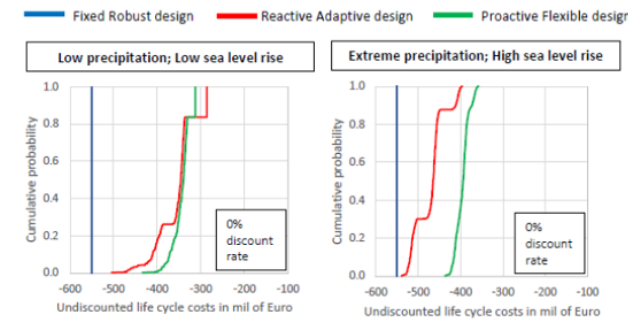 Fixed Robust design Reactive Adaptive design Proactive Flexible design
Low precipitation; Low sea level rise
Extreme precipitation; High sea level rise
Cumulative probability
1.0
0.8
0.6
0.4
0.2
0.0
0%
discount
rate
-600 -500 -400 -300 -200 -100
Undiscounted life cycle costs in mil of Euro
Cumulative probability
1.0
0.8
0.6
0.4
0.2
0.0
0%
discount
rate
-600 -500 -400 -300 -200 -100
Undiscounted life cycle costs in mil of Euro